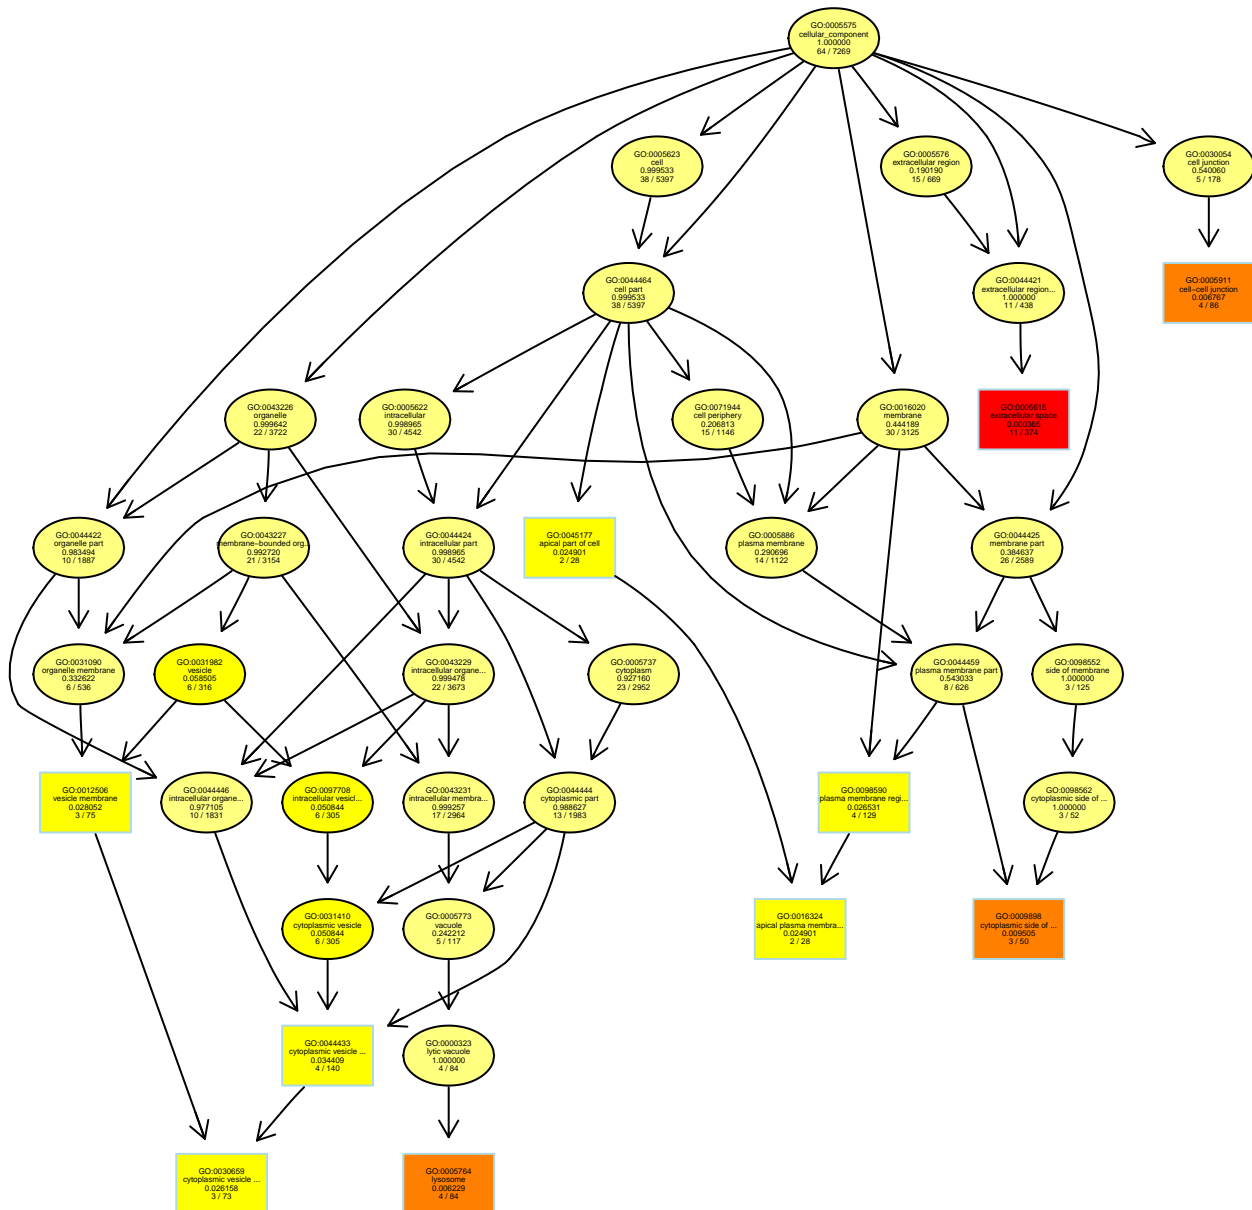 GO:0005575
cellular_component
1.000000
64 / 7269
GO:0005623
cell
0.999533
38 / 5397
GO:0005576
extracellular region
0.190190
15 / 669
GO:0030054
cell junction
0.540060
5 / 178
GO:0044464
cell part
0.999533
38 / 5397
GO:0044421
extracellular region...
1.000000
11 / 438
GO:0005911
cell−cell junction
0.006767
4 / 86
GO:0043226
organelle
0.999642
22 / 3722
GO:0005622
intracellular
0.998965
30 / 4542
GO:0071944
cell periphery
0.206813
15 / 1146
GO:0016020
membrane
0.444189
30 / 3125
GO:0005615
extracellular space
0.000365
11 / 374
GO:0044422
organelle part
0.983494
10 / 1887
GO:0043227
membrane−bounded org...
0.992720
21 / 3154
GO:0044424
intracellular part
0.998965
30 / 4542
GO:0045177
apical part of cell
0.024901
2 / 28
GO:0005886
plasma membrane
0.290696
14 / 1122
GO:0044425
membrane part
0.384637
26 / 2589
GO:0031090
organelle membrane
0.332622
6 / 536
GO:0031982
vesicle
0.058505
6 / 316
GO:0043229
intracellular organe...
0.999478
22 / 3673
GO:0005737
cytoplasm
0.927160
23 / 2952
GO:0044459
plasma membrane part
0.543033
8 / 626
GO:0098552
side of membrane
1.000000
3 / 125
GO:0012506
vesicle membrane
0.028052
3 / 75
GO:0044446
intracellular organe...
0.977105
10 / 1831
GO:0097708
intracellular vesicl...
0.050844
6 / 305
GO:0043231
intracellular membra...
0.999257
17 / 2964
GO:0044444
cytoplasmic part
0.988627
13 / 1983
GO:0098590
plasma membrane regi...
0.026531
4 / 129
GO:0098562
cytoplasmic side of ...
1.000000
3 / 52
GO:0031410
cytoplasmic vesicle
0.050844
6 / 305
GO:0005773
vacuole
0.242212
5 / 117
GO:0016324
apical plasma membra...
0.024901
2 / 28
GO:0009898
cytoplasmic side of ...
0.009505
3 / 50
GO:0044433
cytoplasmic vesicle ...
0.034409
4 / 140
GO:0000323
lytic vacuole
1.000000
4 / 84
GO:0030659
cytoplasmic vesicle ...
0.026158
3 / 73
GO:0005764
lysosome
0.006229
4 / 84